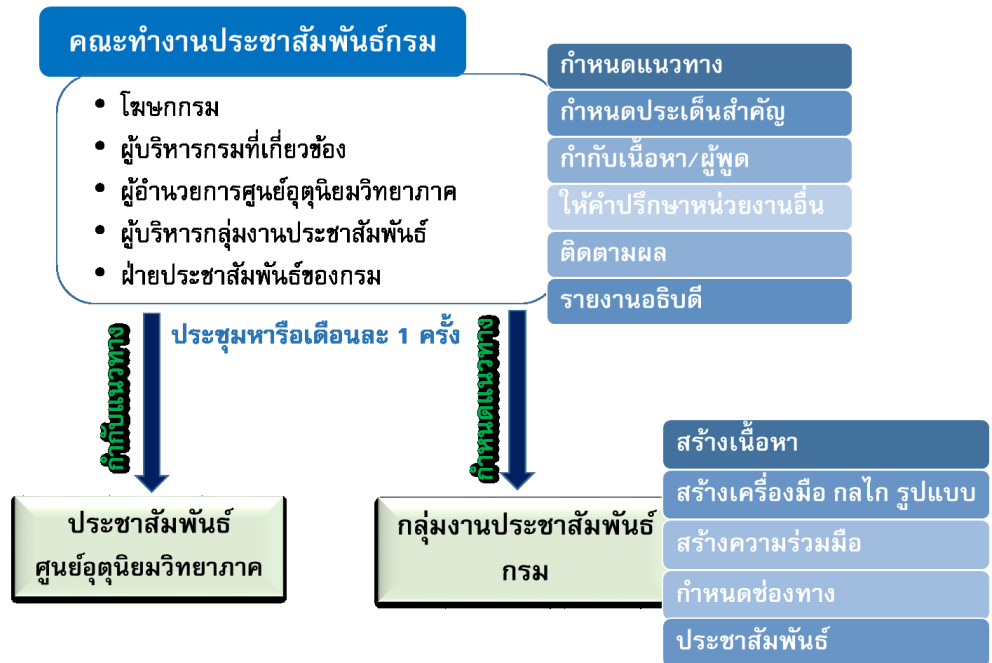 คณะทำงานประชาสัมพันธ์กรม
• โฆษกกรม
• ผู้บริหารกรมที่เกี่ยวข้อง
• ผู้อำนวยการศูนย์อุตุนิยมวิทยาภาค
• ผู้บริหารกลุ่มงานประชาสัมพันธ์
• ฝ่ายประชาสัมพันธ์ของกรม
กำหนดแนวทาง
กำหนดประเด็นสำคัญ
กำกับเนื้อหา/ผู้พูด
ให้คำปรึกษาหน่วยงานอื่น
ติดตามผล
รายงานอธิบดี
กำกับแนวทาง
ประชุมหารือเดือนละ 1 ครั้ง
กำหนดแนวทาง
ประชาสัมพันธ์
ศูนย์อุตุนิยมวิทยาภาค
กลุ่มงานประชาสัมพันธ์
กรม
สร้างเนื้อหา
สร้างเครื่องมือ กลไก รูปแบบ
สร้างความร่วมมือ
กำหนดช่องทาง
ประชาสัมพันธ์